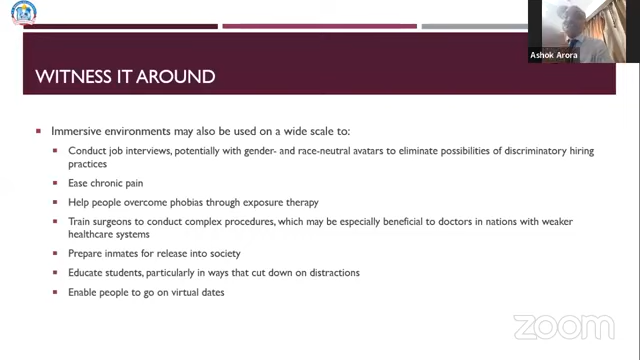 Ashok Arora
WITNESS IT AROUND
Immersive environments may also be used on a wide scale to:
Conduct job interviews, potentially with gender- and race-neutral avatars to eliminate possibilities of discriminatory hiring
practices
Ease chronic pain
Help people overcome phobias through exposure therapy
Train surgeons to conduct complex procedures, which may be especially beneficial to doctors in nations with weaker
healthcare systems
Prepare inmates for release into society
Educate students, particularly in ways that cut down on distractions
Enable people to go on virtual dates
zoom